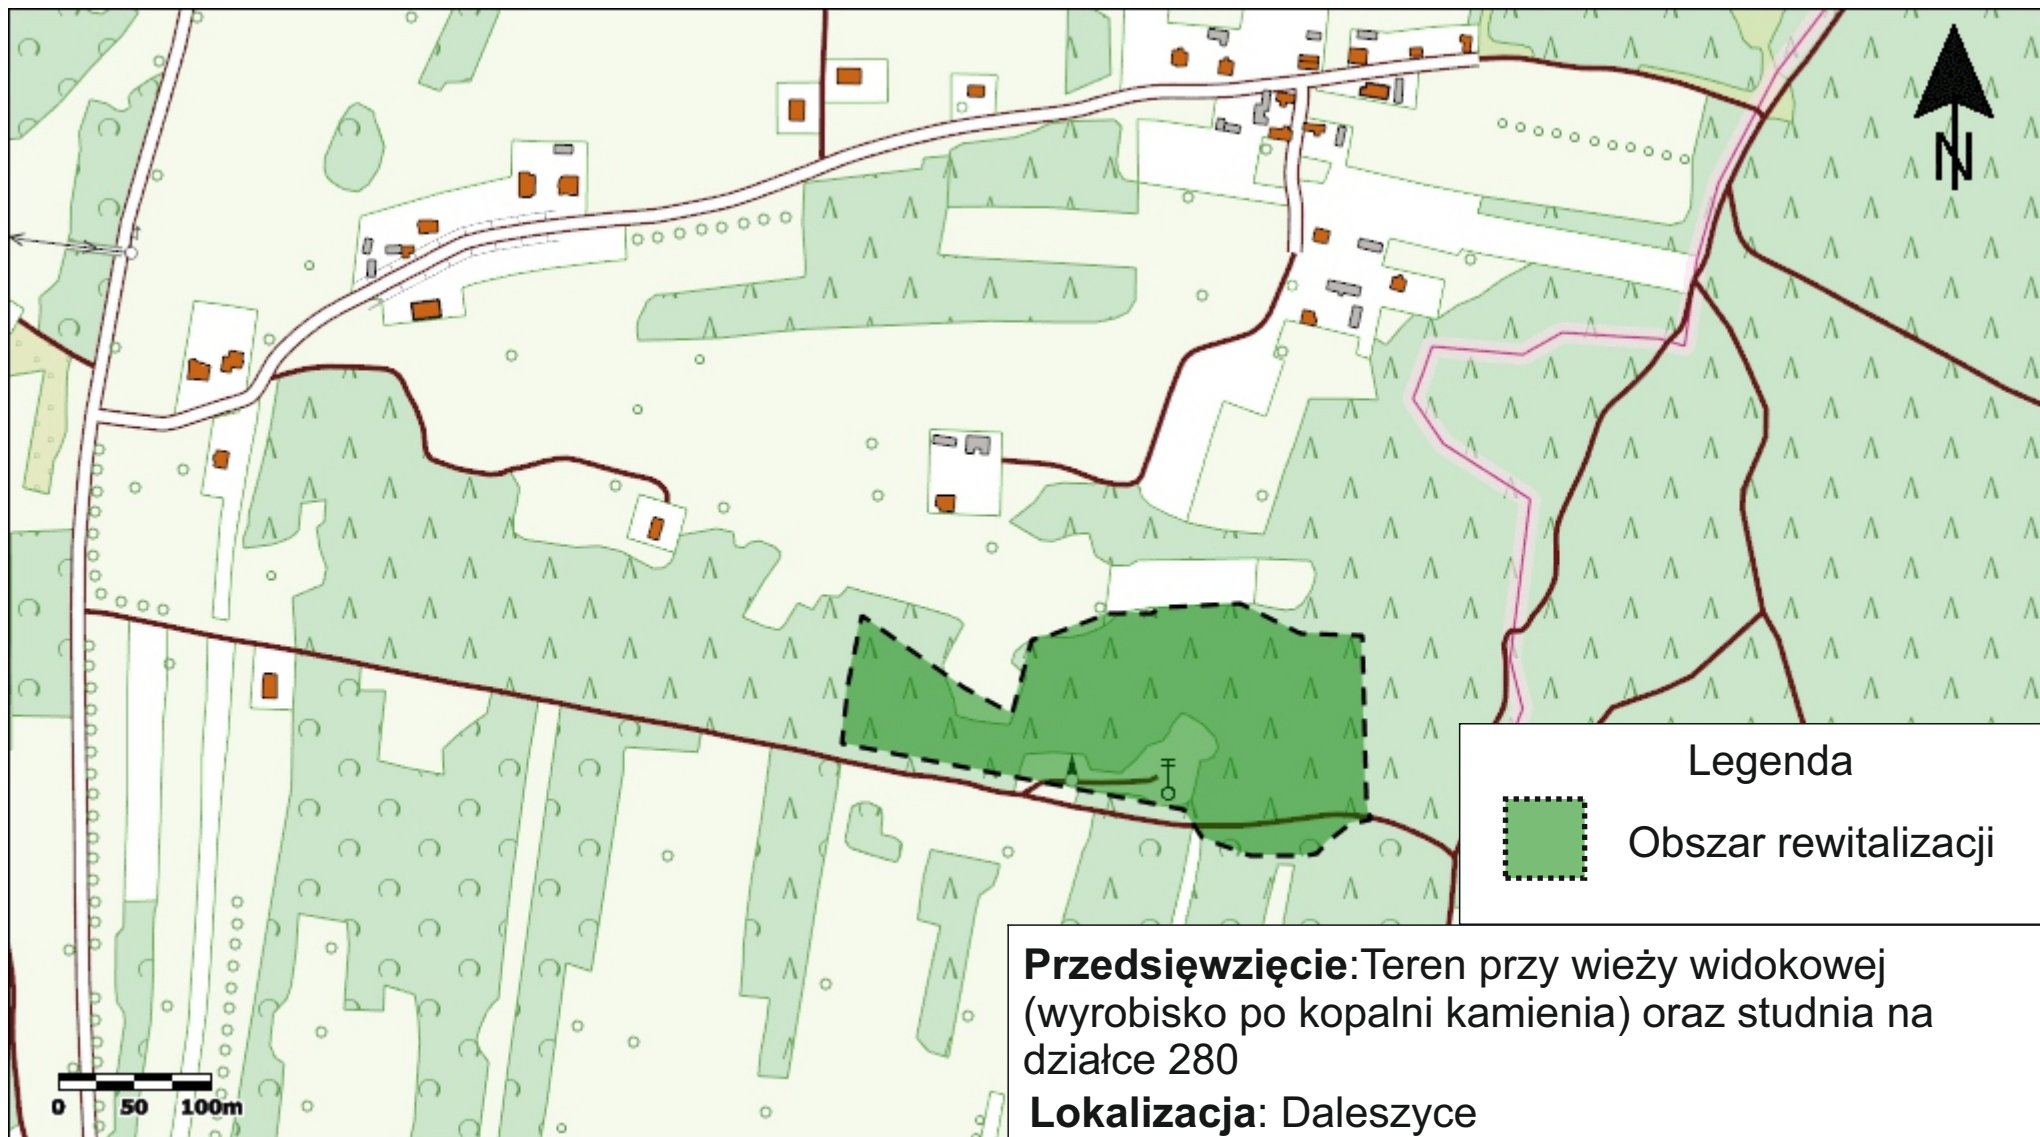 N
Legenda
Obszar rewitalizacji
Przedsięwzięcie:Teren przy wieży widokowej
(wyrobisko po kopalni kamienia) oraz studnia na
działce 280
Lokalizacja: Daleszyce
0 50 100m